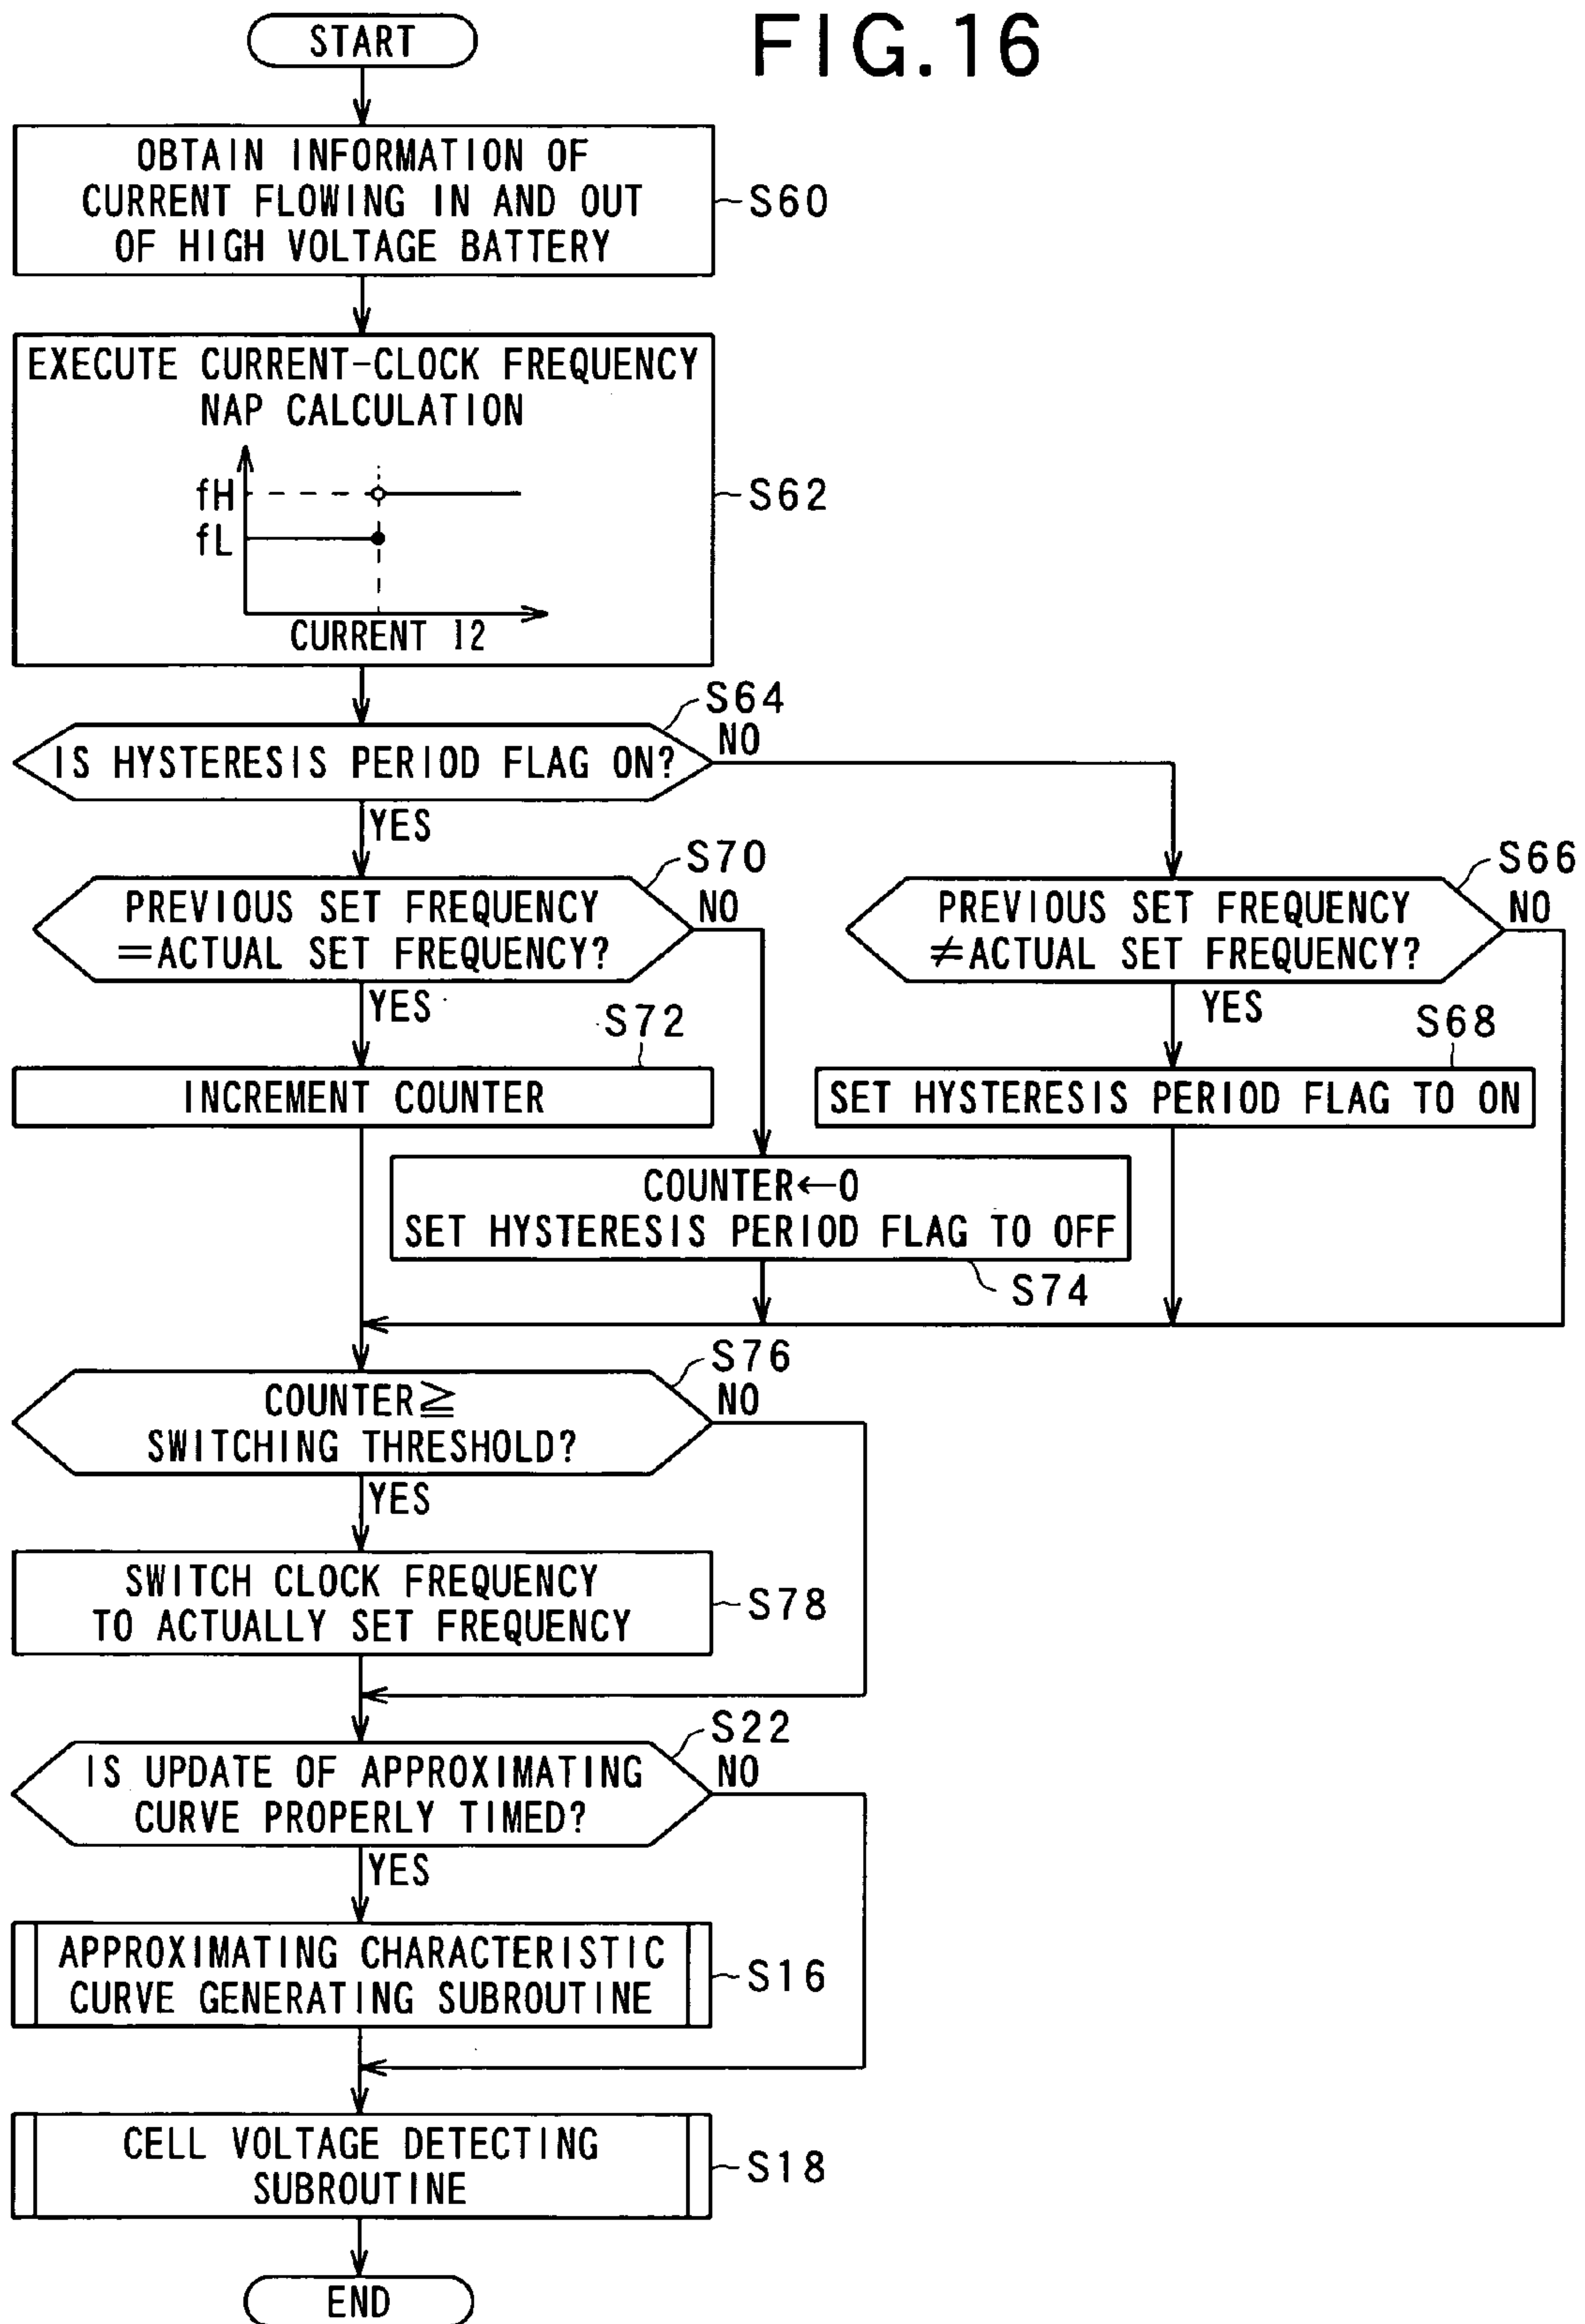 START
FIG.16
OBTAIN INFORMATION OF
CURRENT FLOWING IN AND OUT
OF HIGH VOLTAGE BATTERY
S60
EXECUTE CURRENT-CLOCK FREQUENCY
NAP CALCULATION
fH
fL
CURRENT I2
S62
S64
IS HYSTERESIS PERIOD FLAG ON?
NO
YES
S70
PREVIOUS SET FREQUENCY
=ACTUAL SET FREQUENCY?
NO
YES
S66
PREVIOUS SET FREQUENCY
≠ACTUAL SET FREQUENCY?
NO
YES
S72
INCREMENT COUNTER
S68
SET HYSTERESIS PERIOD FLAG TO ON
COUNTER←0
SET HYSTERESIS PERIOD FLAG TO OFF
S74
S76
COUNTER≧
SWITCHING THRESHOLD?
NO
YES
SWITCH CLOCK FREQUENCY
TO ACTUALLY SET FREQUENCY
S78
S22
IS UPDATE OF APPROXIMATING
CURVE PROPERLY TIMED?
NO
YES
APPROXIMATING CHARACTERISTIC
CURVE GENERATING SUBROUTINE
S16
CELL VOLTAGE DETECTING
SUBROUTINE
S18
END